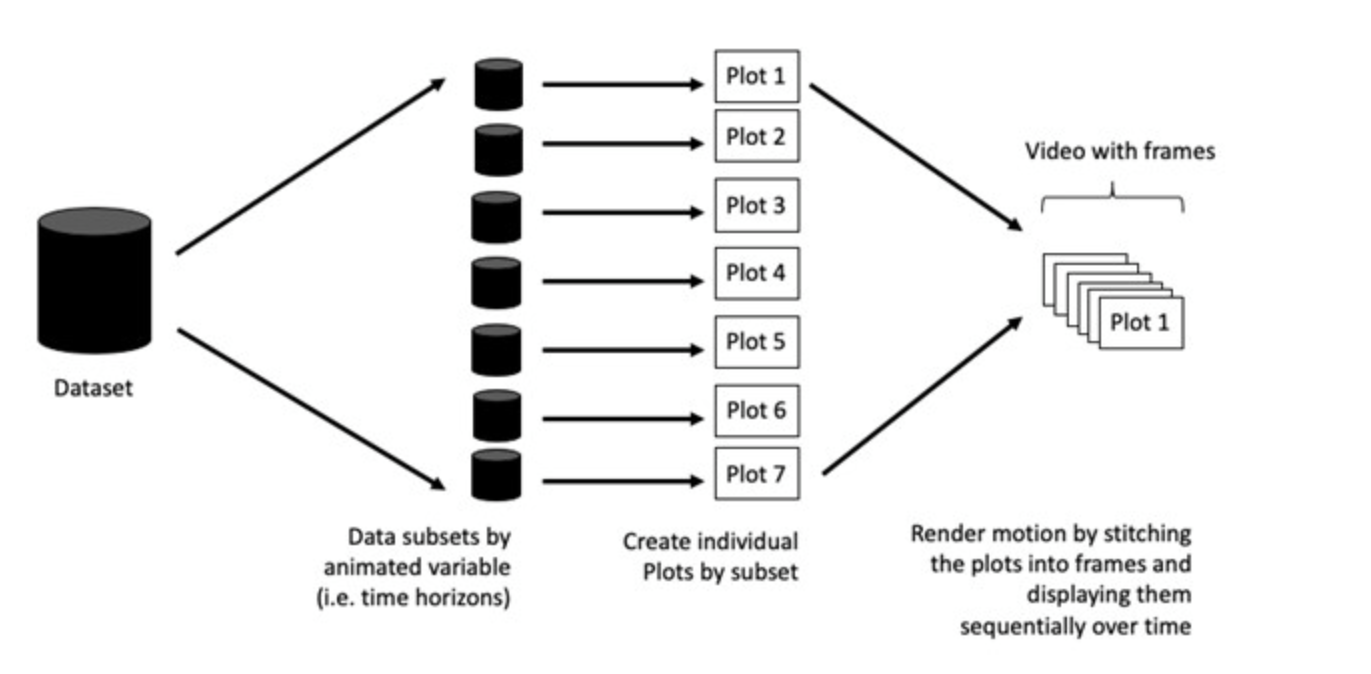 Dataset
Data subsets by
animated variable
(i.e. time horizons)
Plot 1
Plot 2
Plot 3
Plot 4
Plot 5
Plot 6
Plot 7
Create individual
Plots by subset
Video with frames
Plot 1
Render motion by stitching
the plots into frames and
displaying them
sequentially over time